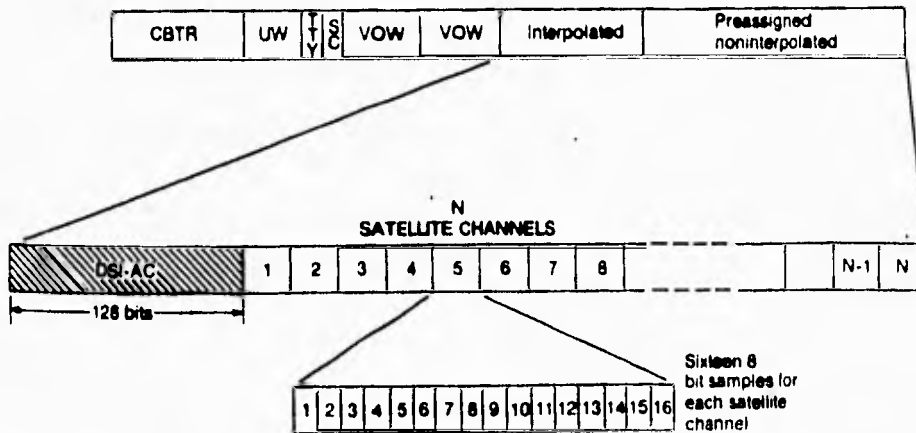 CBTR UW TTY SC VOW VOW Interpolated Preassigned noninterpolated
N
SATELLITE CHANNELS
DSI-AC 1 2 3 4 5 6 7 8 N-1 N
128 bits
1 2 3 4 5 6 7 8 9 10 11 12 13 14 15 16
Sixteen 8
bit samples for
each satellite
channel